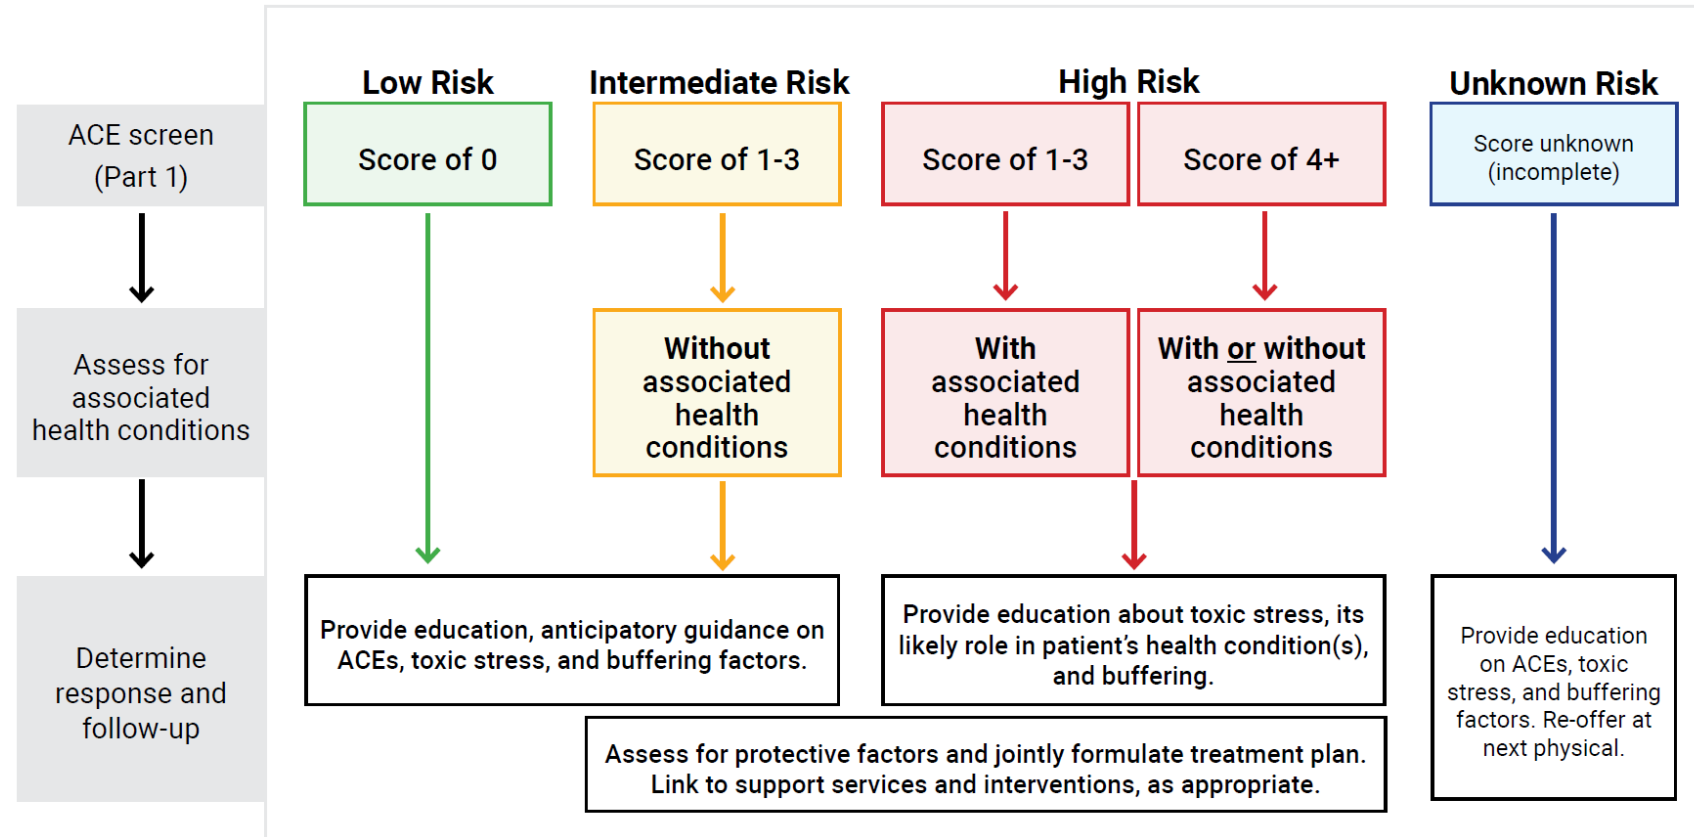 Low Risk
Intermediate Risk
High Risk
Unknown Risk
ACE screen
(Part 1)
Score of 0
Score of 1-3
Score of 1-3
Score of 4+
Score unknown
(incomplete)
Assess for
associated
health conditions
Without
associated
health
conditions
With
associated
health
conditions
With or without
associated
health
conditions
Determine
response and
follow-up
Provide education, anticipatory guidance on
ACEs, toxic stress, and buffering factors.
Provide education about toxic stress, its
likely role in patient’s health condition(s),
and buffering.
Assess for protective factors and jointly formulate treatment plan.
Link to support services and interventions, as appropriate.
Provide education
on ACEs, toxic
stress, and buffering
factors. Re-offer at
next physical.